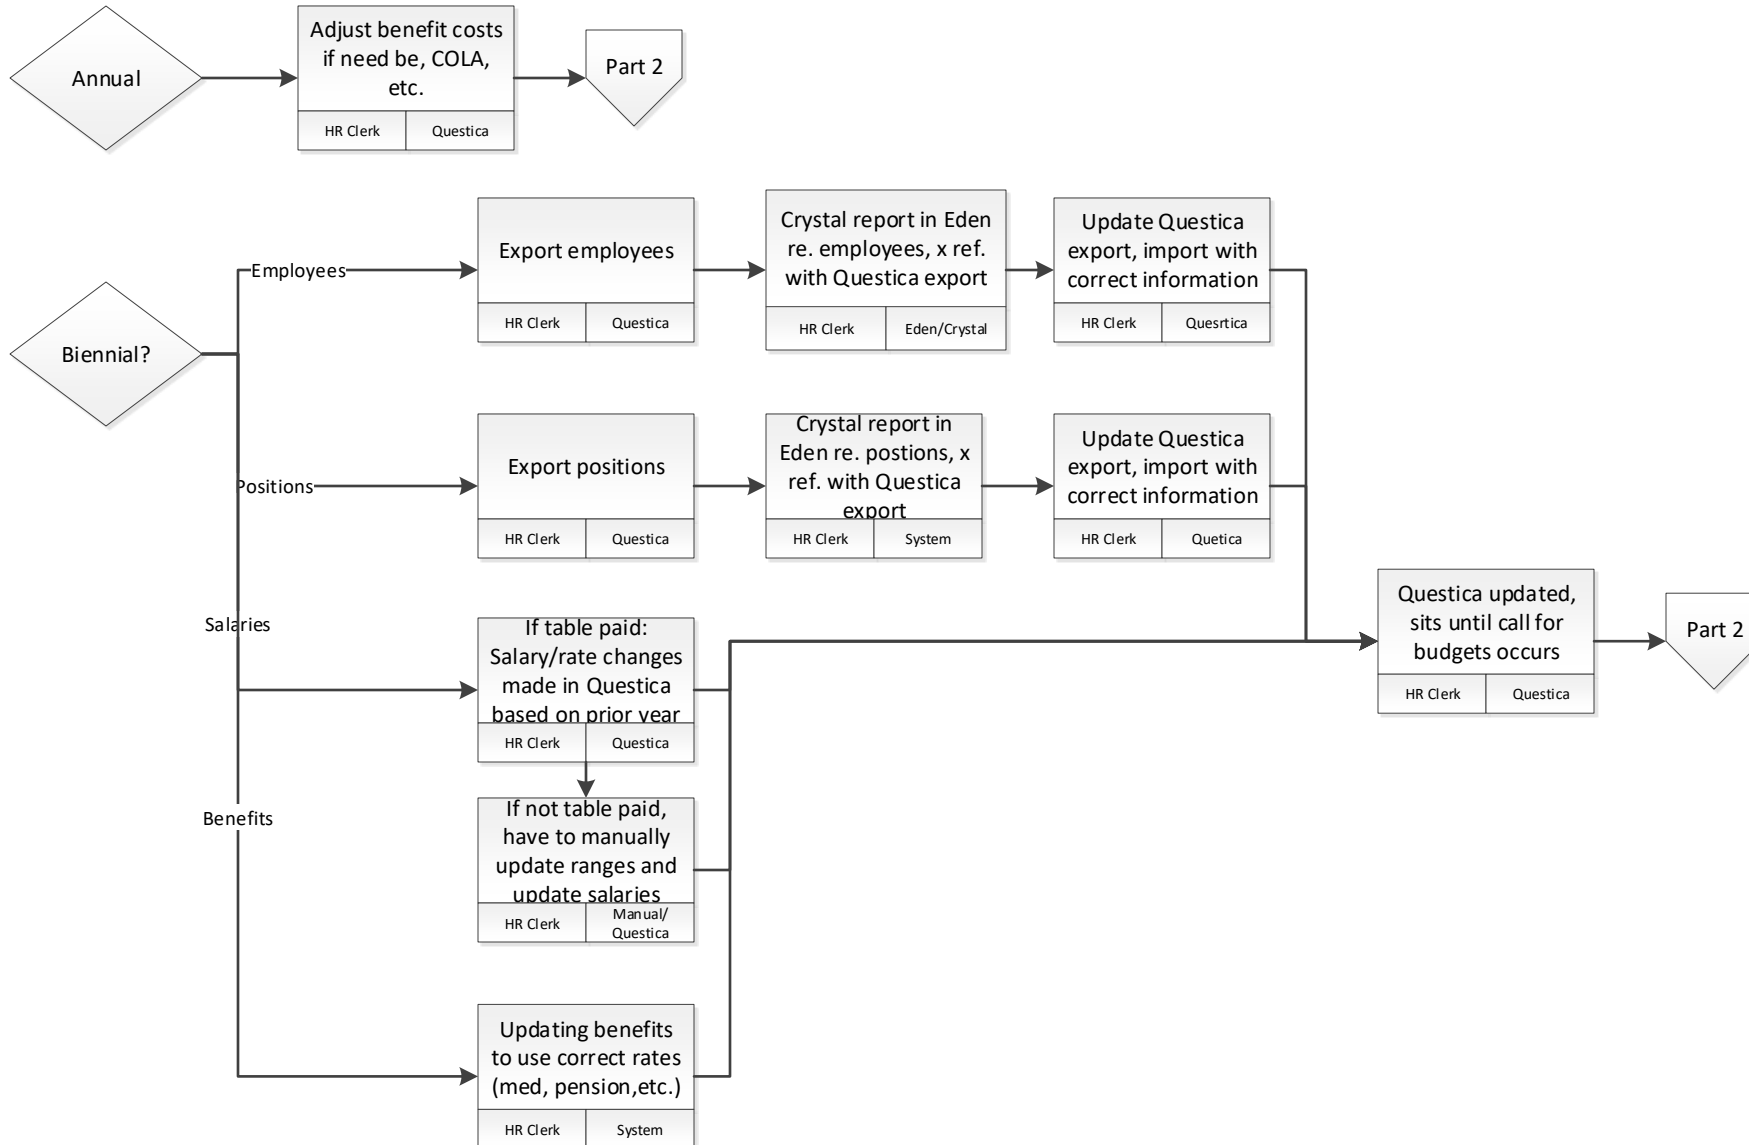 Annual
Adjust benefit costs
if need be, COLA,
etc.
HR Clerk
Questica
Part 2
Biennial?
Employees
Export employees
HR Clerk
Questica
Crystal report in Eden
re. employees, x ref.
with Questica export
HR Clerk
Eden/Crystal
Update Questica
export, import with
correct information
HR Clerk
Quesrtica
Positions
Export positions
HR Clerk
Questica
Crystal report in
Eden re. postions, x
ref. with Questica
export
HR Clerk
System
Update Questica
export, import with
correct information
HR Clerk
Quetica
Salaries
If table paid:
Salary/rate changes
made in Questica
based on prior year
HR Clerk
Questica
If not table paid,
have to manually
update ranges and
update salaries
HR Clerk
Manual/
Questica
Benefits
Updating benefits
to use correct rates
(med, pension,etc.)
HR Clerk
System
Questica updated,
sits until call for
budgets occurs
HR Clerk
Questica
Part 2